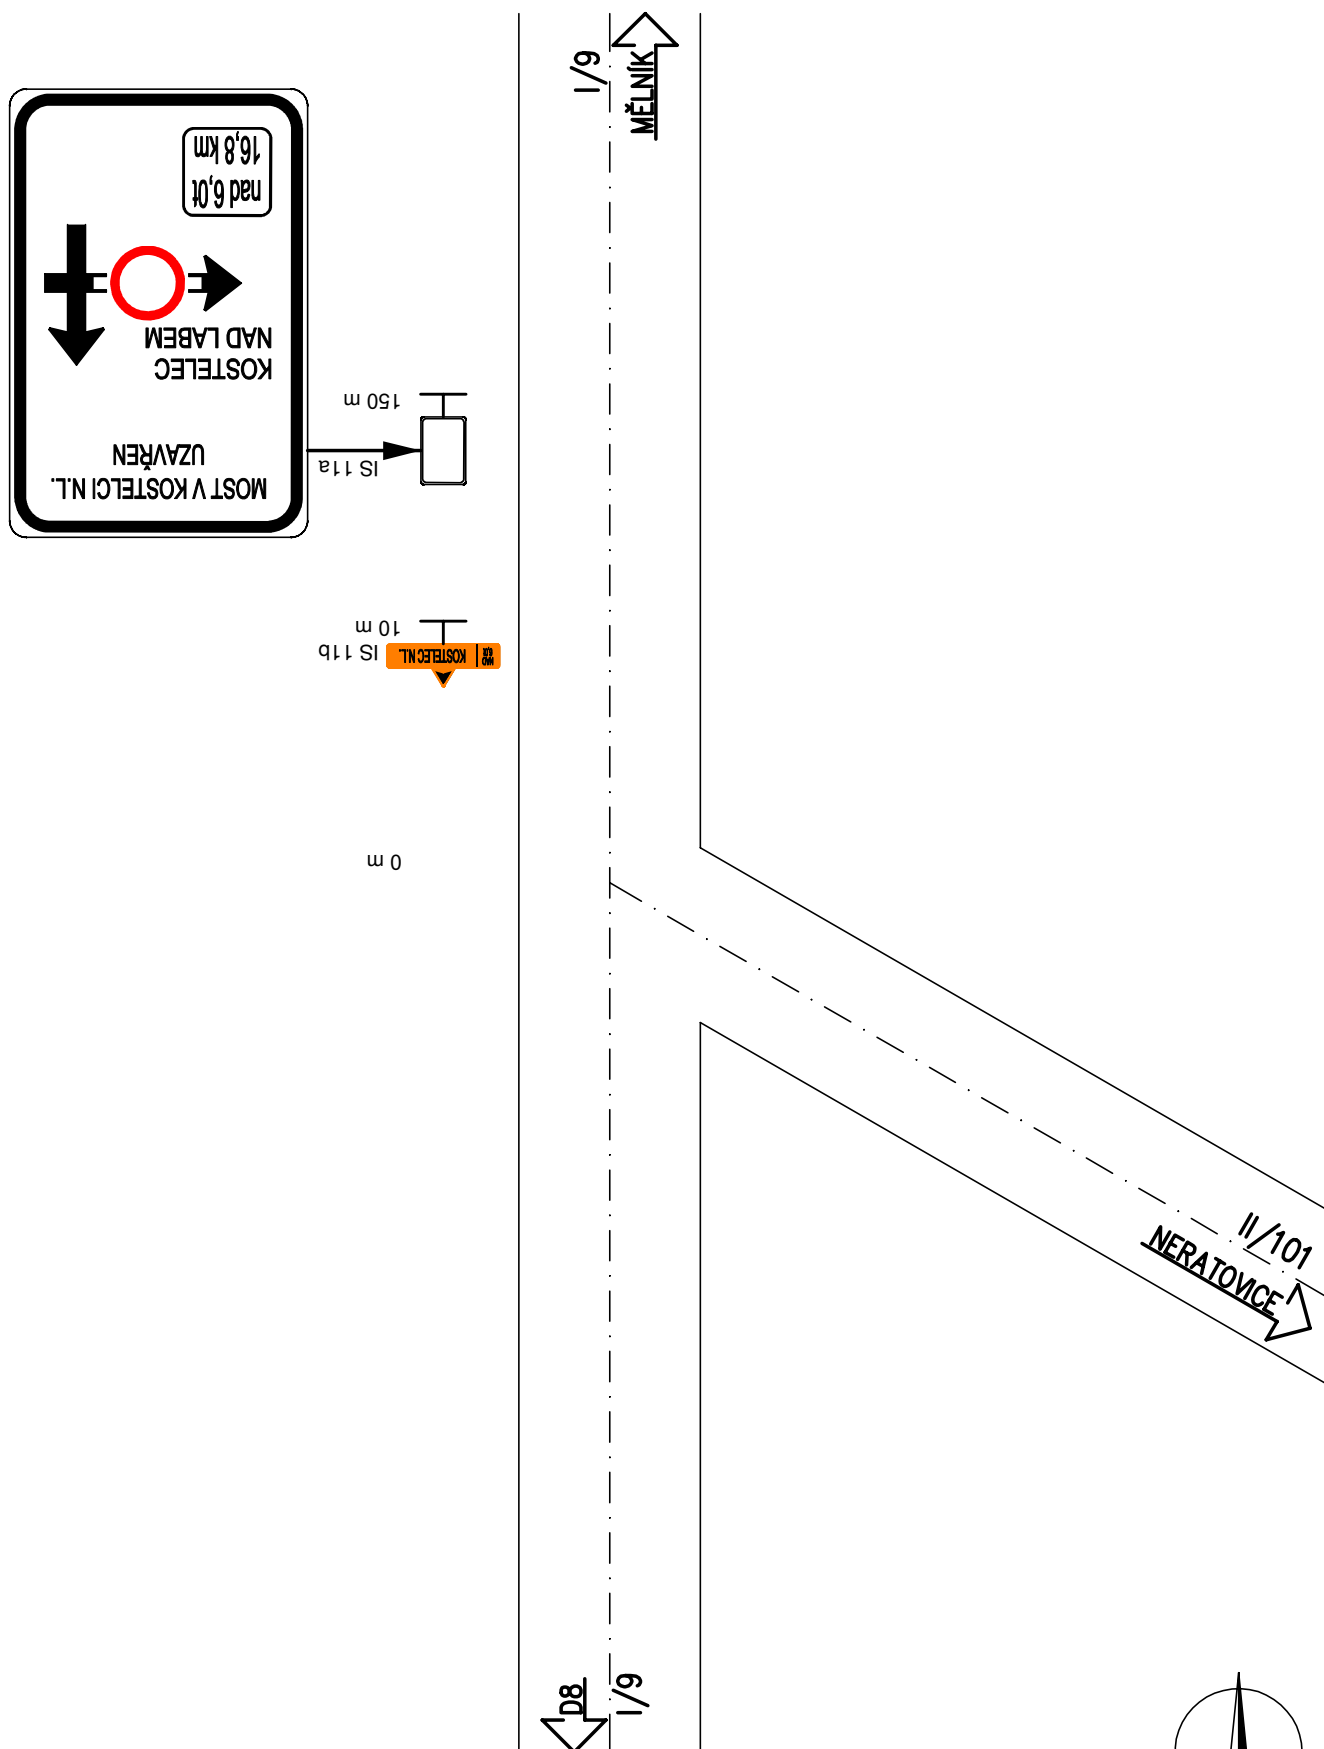 I/9
MĚLNÍK
MOST V KOSTELCI N.L.
UZAVŘEN
KOSTELEC
NAD LABEM
nad 6,0t
16,8 km
150 m
IS 11a
10 m
IS 11b
KOSTELEC N.L.
0 m
II/101
NERATOVICE
D8
I/9